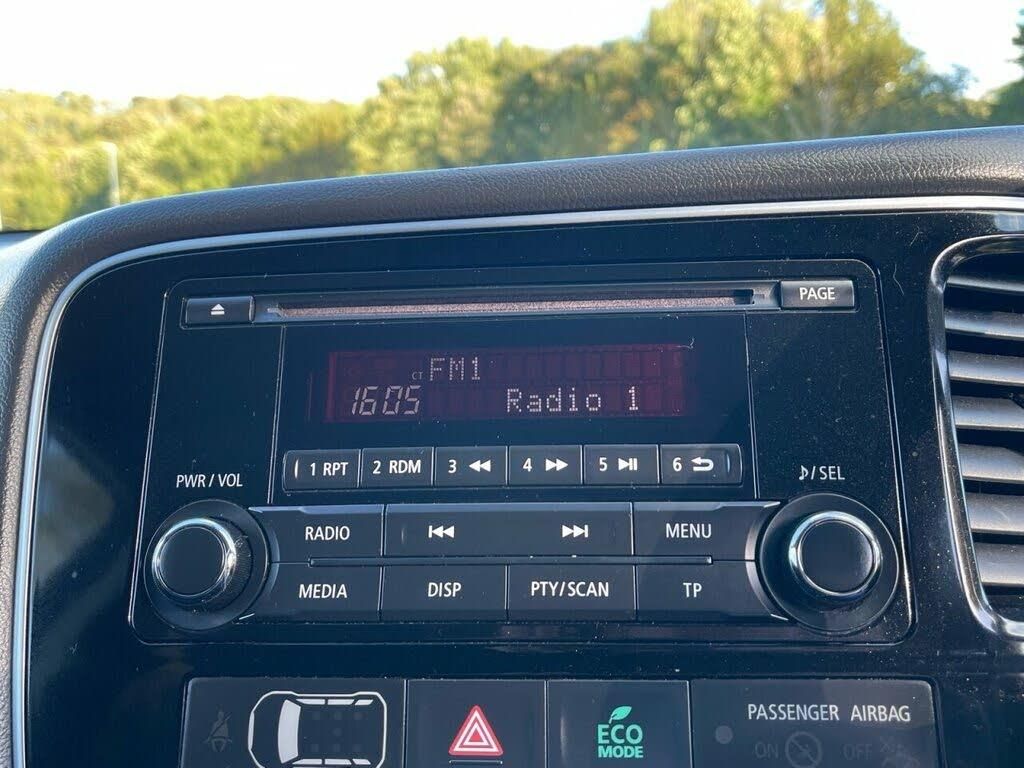 PAGE
CT FM1
1605 Radio 1
1 RPT 2 RDM 3 4 5 6
PWR / VOL
/ SEL
RADIO MENU
MEDIA DISP PTY/SCAN TP
ECO
MODE
PASSENGER AIRBAG
ON OFF